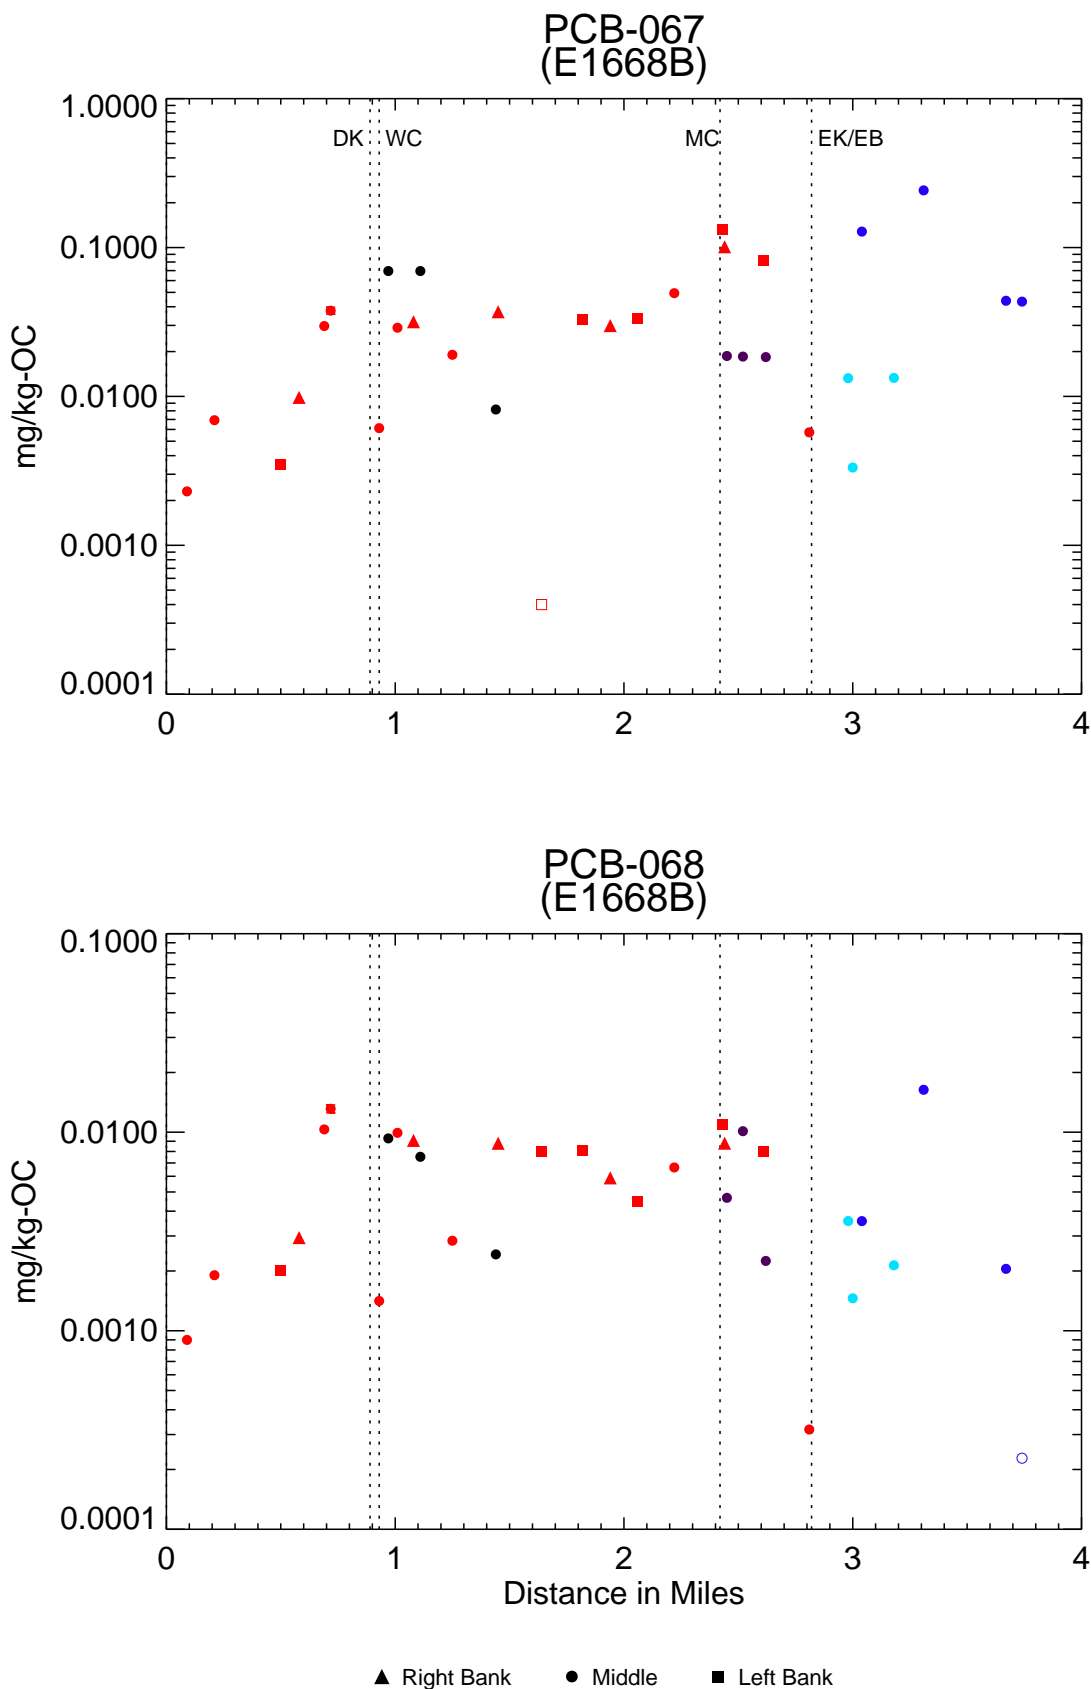 PCB-067
(E1668B)
1.0000
0.1000
0.0100
0.0010
0.0001
mg/kg-OC
DK WC MC EK/EB
0 1 2 3 4
PCB-068
(E1668B)
0.1000
0.0100
0.0010
0.0001
mg/kg-OC
0 1 2 3 4
Distance in Miles
Right Bank Middle Left Bank